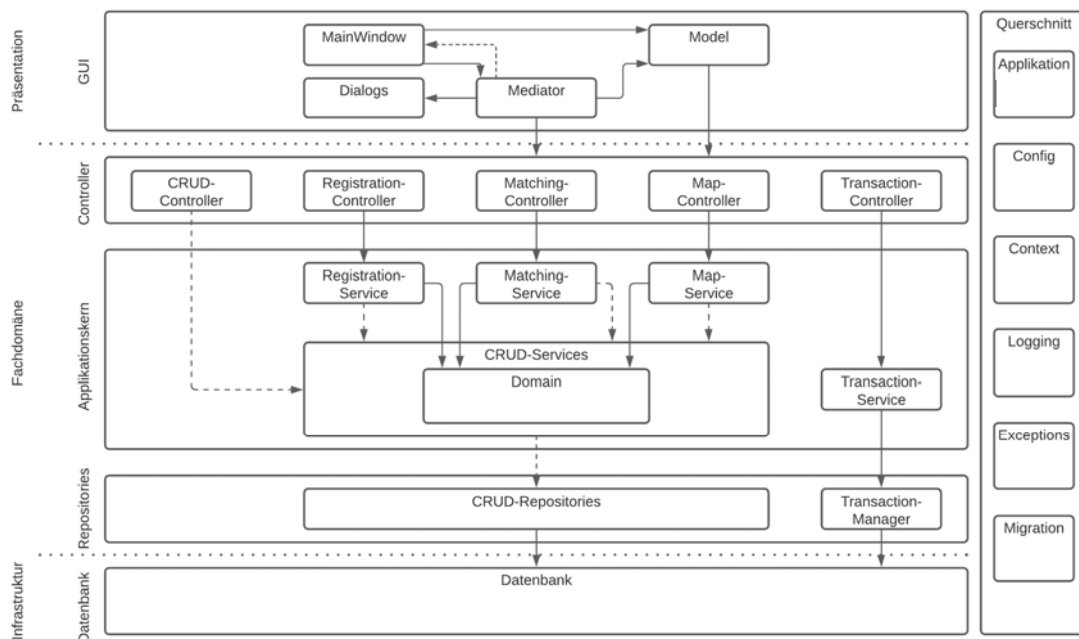 Präsentation
GUI
MainWindow
Model
Dialogs
Mediator
Controller
CRUD-
Controller
Registration-
Controller
Matching-
Controller
Map-
Controller
Transaction-
Controller
Fachdomäne
Applikationskern
Registration-
Service
Matching-
Service
Map-
Service
CRUD-Services
Domain
Transaction-
Service
Repositories
CRUD-Repositories
Transaction-
Manager
Infrastruktur
Datenbank
Datenbank
Querschnitt
Applikation
Config
Context
Logging
Exceptions
Migration